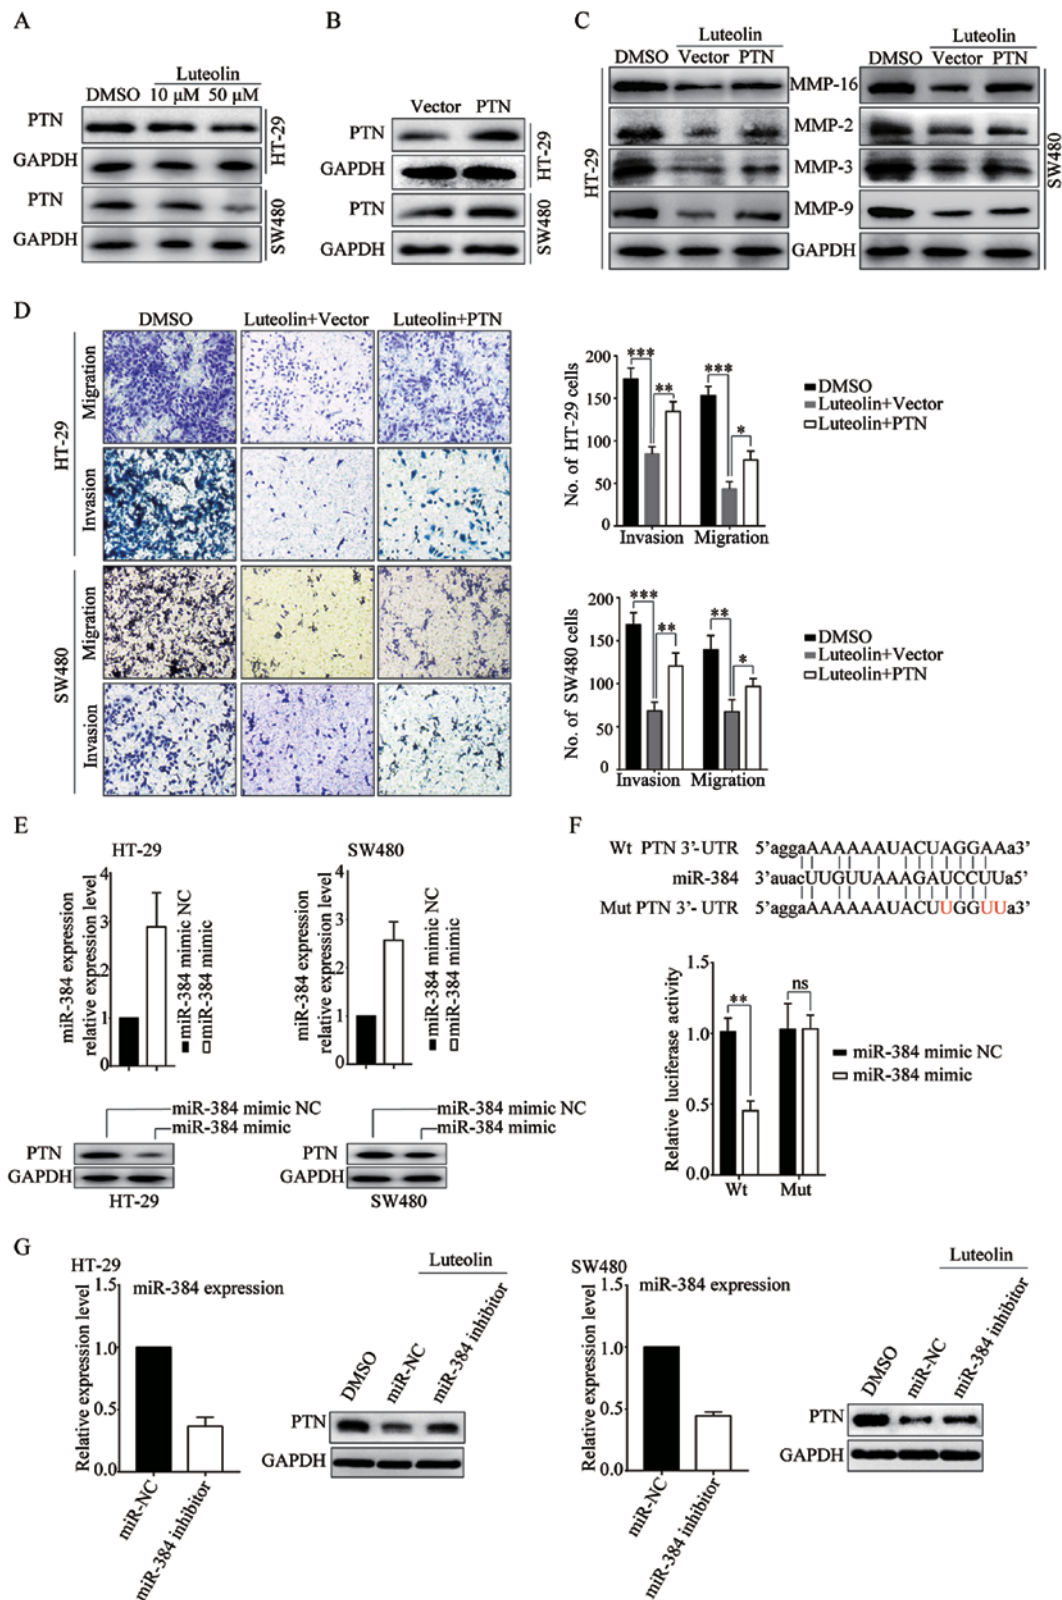 A
Luteolin
DMSO 10 µM 50 µM
PTN
GAPDH
HT-29
PTN
GAPDH
SW480
B
Vector PTN
PTN
GAPDH
HT-29
PTN
GAPDH
SW480
C
Luteolin
DMSO Vector PTN
Luteolin
DMSO Vector PTN
MMP-16
MMP-2
MMP-3
MMP-9
GAPDH
HT-29
SW480
D
DMSO Luteolin+Vector Luteolin+PTN
HT-29
Migration
Invasion
SW480
Migration
Invasion
No. of HT-29 cells
200
150
100
50
0
*** ** *** *
Invasion Migration
DMSO
Luteolin+Vector
Luteolin+PTN
No. of SW480 cells
200
150
100
50
0
*** ** ** *
Invasion Migration
DMSO
Luteolin+Vector
Luteolin+PTN
E
HT-29
miR-384 expression
relative expression level
4
3
2
1
0
miR-384 mimic NC
miR-384 mimic
SW480
miR-384 expression
relative expression level
4
3
2
1
0
miR-384 mimic NC
miR-384 mimic
miR-384 mimic NC
miR-384 mimic
PTN
GAPDH
HT-29
miR-384 mimic NC
miR-384 mimic
PTN
GAPDH
SW480
F
Wt PTN 3'-UTR 5'aggaAAAAAAUACUAGGAAa3'
miR-384 3'auacUUGUUAAAGAUCCUUa5'
Mut PTN 3'- UTR 5'aggaAAAAAAUACUUGGUUa3'
Relative luciferase activity
1.5
1.0
0.5
0.0
** ns
Wt Mut
miR-384 mimic NC
miR-384 mimic
G
HT-29
miR-384 expression
Relative expression level
1.5
1.0
0.5
0.0
miR-NC
miR-384 inhibitor
Luteolin
DMSO
miR-NC
miR-384 inhibitor
PTN
GAPDH
SW480
miR-384 expression
Relative expression level
1.5
1.0
0.5
0.0
miR-NC
miR-384 inhibitor
Luteolin
DMSO
miR-NC
miR-384 inhibitor
PTN
GAPDH